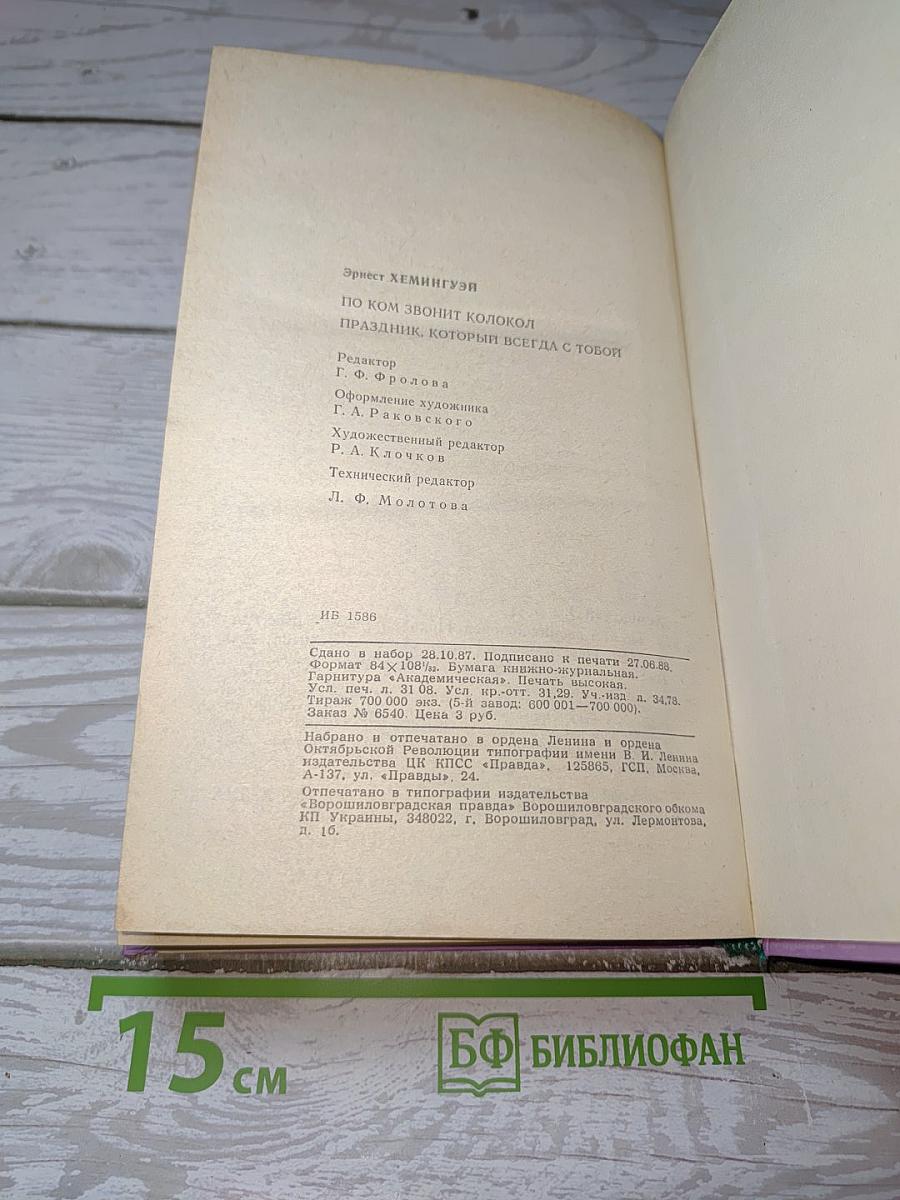 Эрнест ХЕМИНГУЭЙ
ПО КОМ ЗВОНИТ КОЛОКОЛ
ПРАЗДНИК, КОТОРЫЙ ВСЕГДА С ТОБОЙ
Редактор
Г. Ф. Фролова
Оформление художника
Г. А. Раковского
Художественный редактор
Р. А. Клочков
Технический редактор
Л. Ф. Молотова
ИБ 1586
Сдано в набор 28.10.87. Подписано к печати 27.06.88.
Формат 84×108¹/₃₂. Бумага книжно-журнальная.
Гарнитура «Академическая». Печать высокая.
Усл. печ. л. 31 08. Усл. кр.-отт. 31,29. Уч.-изд. л. 34,78.
Тираж 700 000 экз. (5-й завод: 600 001—700 000).
Заказ № 6540. Цена 3 руб.
Набрано и отпечатано в ордена Ленина и ордена
Октябрьской Революции типографии имени В. И. Ленина
издательства ЦК КПСС «Правда». 125865, ГСП, Москва,
А-137, ул. «Правды», 24.
Отпечатано в типографии издательства
«Ворошиловградская правда» Ворошиловградского обкома
КП Украины, 348022, г. Ворошиловград, ул. Лермонтова,
д. 1б.
15 см
БФ БИБЛИОФАН